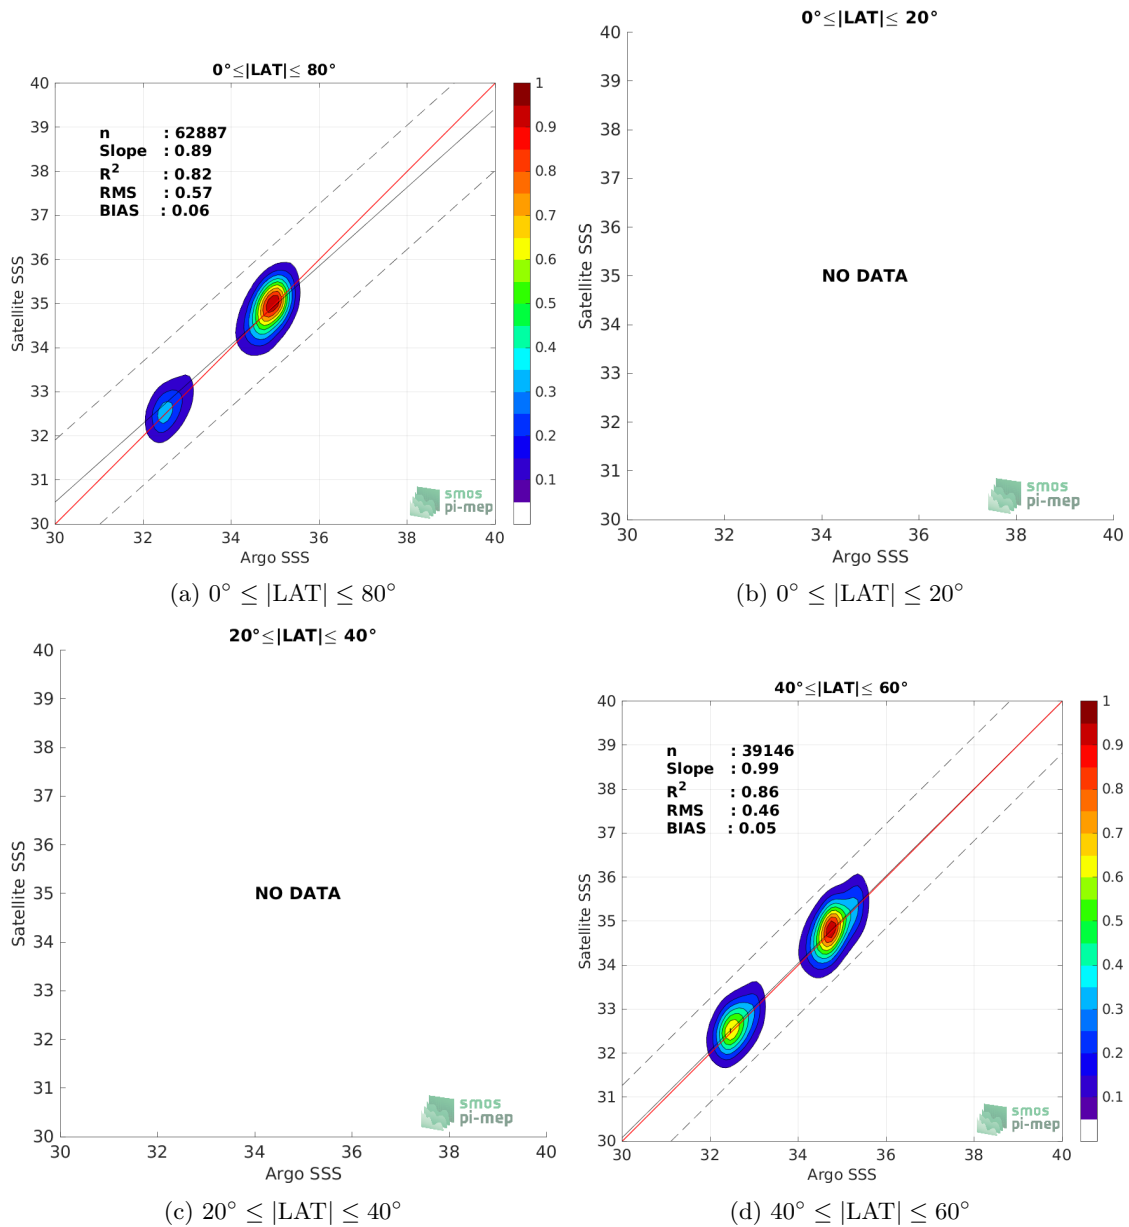 0°≤|LAT|≤ 80°
40
39
38
37
36
35
34
33
32
31
30
Satellite SSS
n : 62887
Slope : 0.89
R² : 0.82
RMS : 0.57
BIAS : 0.06
smos
pi-mep
30 32 34 36 38 40
Argo SSS
1
0.9
0.8
0.7
0.6
0.5
0.4
0.3
0.2
0.1
(a) 0° ≤ |LAT| ≤ 80°
0°≤|LAT|≤ 20°
40
39
38
37
36
35
34
33
32
31
30
Satellite SSS
NO DATA
smos
pi-mep
30 32 34 36 38 40
Argo SSS
(b) 0° ≤ |LAT| ≤ 20°
20°≤|LAT|≤ 40°
40
39
38
37
36
35
34
33
32
31
30
Satellite SSS
NO DATA
smos
pi-mep
30 32 34 36 38 40
Argo SSS
(c) 20° ≤ |LAT| ≤ 40°
40°≤|LAT|≤ 60°
40
39
38
37
36
35
34
33
32
31
30
Satellite SSS
n : 39146
Slope : 0.99
R² : 0.86
RMS : 0.46
BIAS : 0.05
smos
pi-mep
30 32 34 36 38 40
Argo SSS
1
0.9
0.8
0.7
0.6
0.5
0.4
0.3
0.2
0.1
(d) 40° ≤ |LAT| ≤ 60°